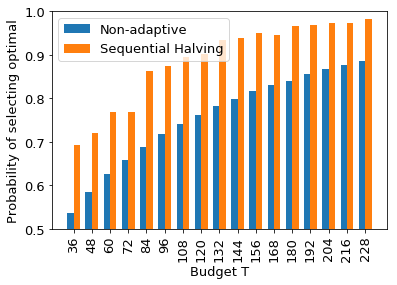 Probability of selecting optimal
1.0
0.9
0.8
0.7
0.6
0.5
Non-adaptive
Sequential Halving
36 48 60 72 84 96 108 120 132 144 156 168 180 192 204 216 228
Budget T